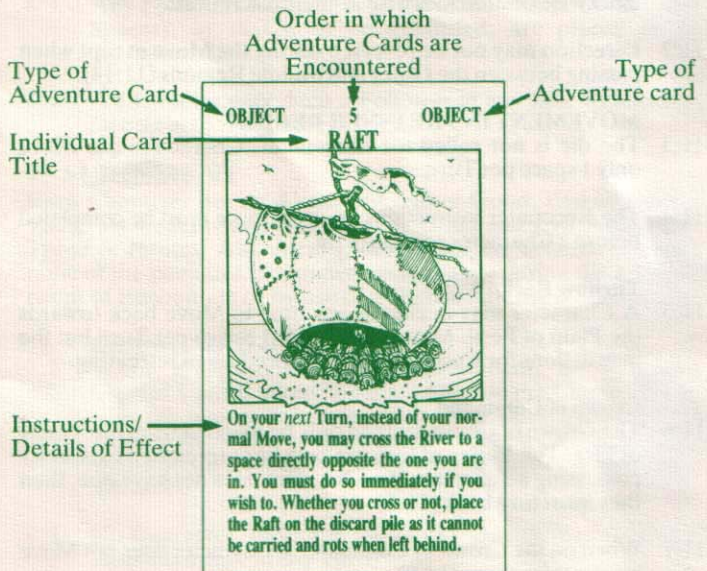 Order in which
Adventure Cards are
Encountered
Type of
Adventure Card
Type of
Adventure card
OBJECT 5 OBJECT
Individual Card
Title
RAFT
Instructions/
Details of Effect
On your next Turn, instead of your nor-
mal Move, you may cross the River to a
space directly opposite the one you are
in. You must do so immediately if you
wish to. Whether you cross or not, place
the Raft on the discard pile as it cannot
be carried and rots when left behind.